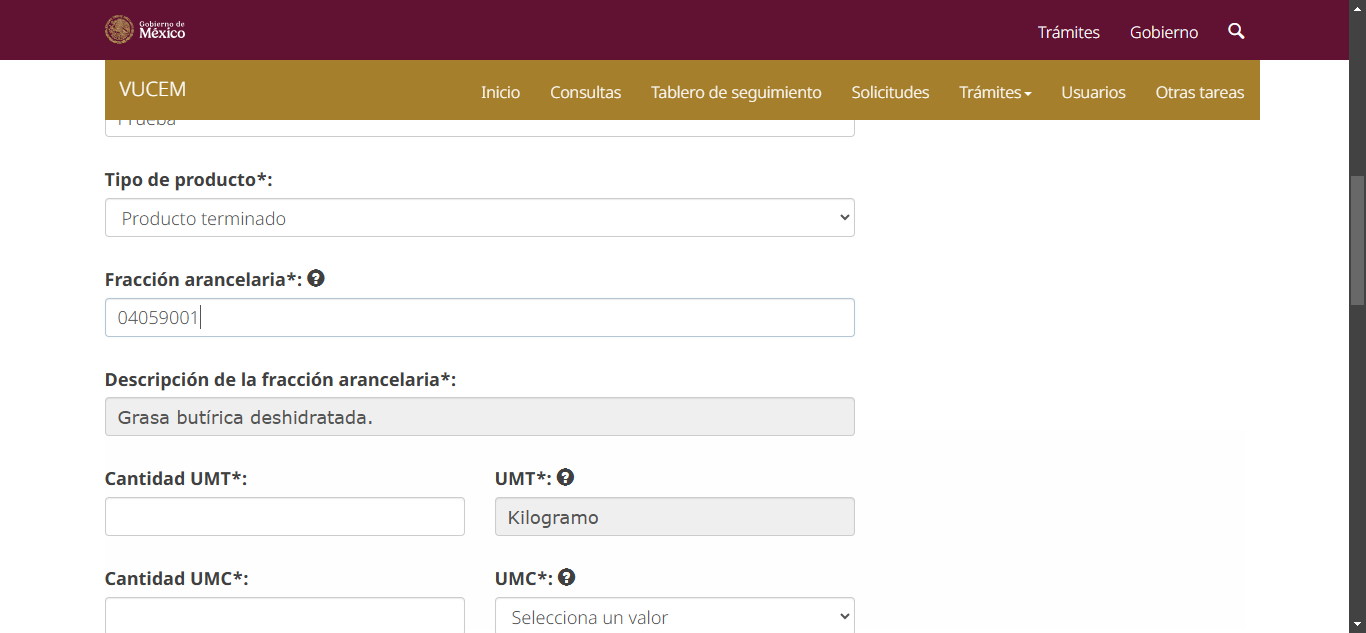 Gobierno de
México
Trámites
Gobierno
VUCEM
Inicio
Consultas
Tablero de seguimiento
Solicitudes
Trámites
Usuarios
Otras tareas
Prueba
Tipo de producto*:
Producto terminado
Fracción arancelaria*:
04059001
Descripción de la fracción arancelaria*:
Grasa butírica deshidratada.
Cantidad UMT*:
UMT*:
Kilogramo
Cantidad UMC*:
UMC*:
Selecciona un valor